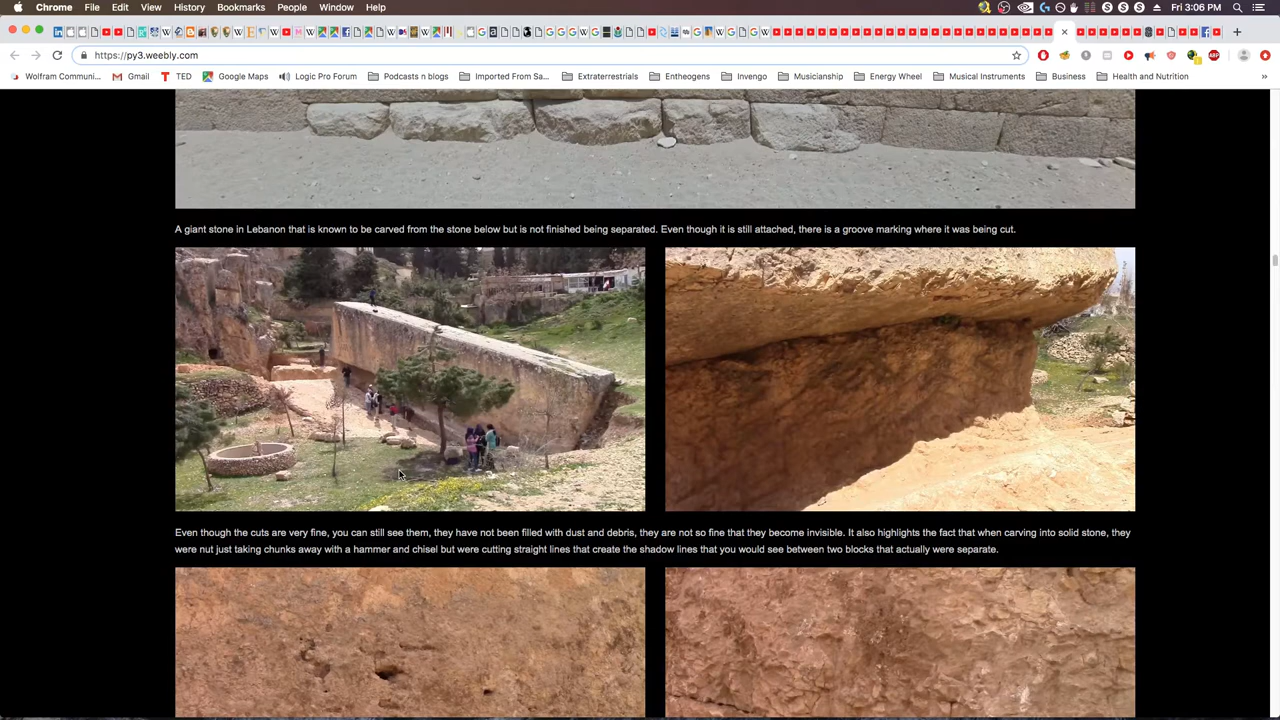 Chrome File Edit View History Bookmarks People Window Help Fri 3:06 PM
https://py3.weebly.com
Wolfram Communi... Gmail TED Google Maps Logic Pro Forum Podcasts n blogs Imported From Sa... Extraterrestrials Entheogens Invengo Musicianship Energy Wheel Musical Instruments Business Health and Nutrition
A giant stone in Lebanon that is known to be carved from the stone below but is not finished being separated. Even though it is still attached, there is a groove marking where it was being cut.
Even though the cuts are very fine, you can still see them, they have not been filled with dust and debris, they are not so fine that they become invisible. It also highlights the fact that when carving into solid stone, they
were nut just taking chunks away with a hammer and chisel but were cutting straight lines that create the shadow lines that you would see between two blocks that actually were separate.